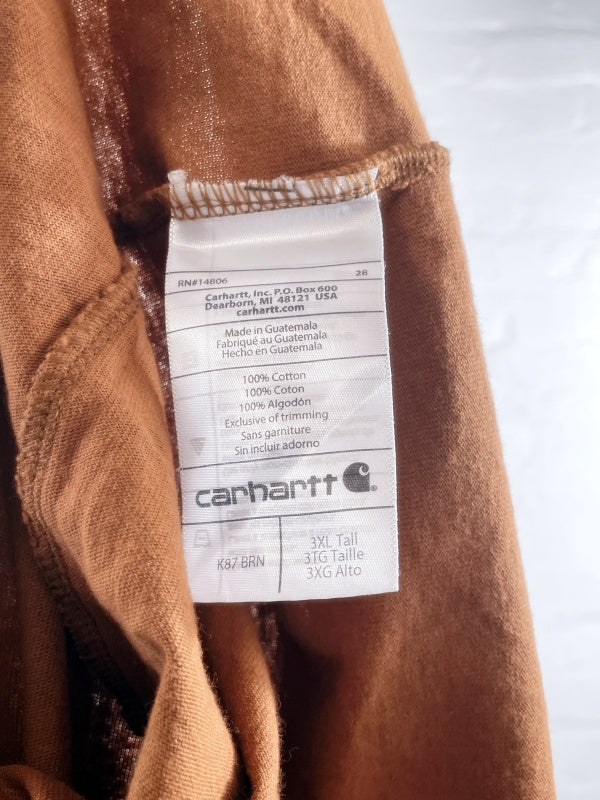 RN#14806 28
Carhartt, Inc. P.O. Box 600
Dearborn, MI 48121 USA
carhartt.com
Made in Guatemala
Fabriqué au Guatemala
Hecho en Guatemala
100% Cotton
100% Coton
100% Algodón
Exclusive of trimming
Sans garniture
Sin incluir adorno
carhartt
K87 BRN
3XL Tall
3TG Taille
3XG Alto